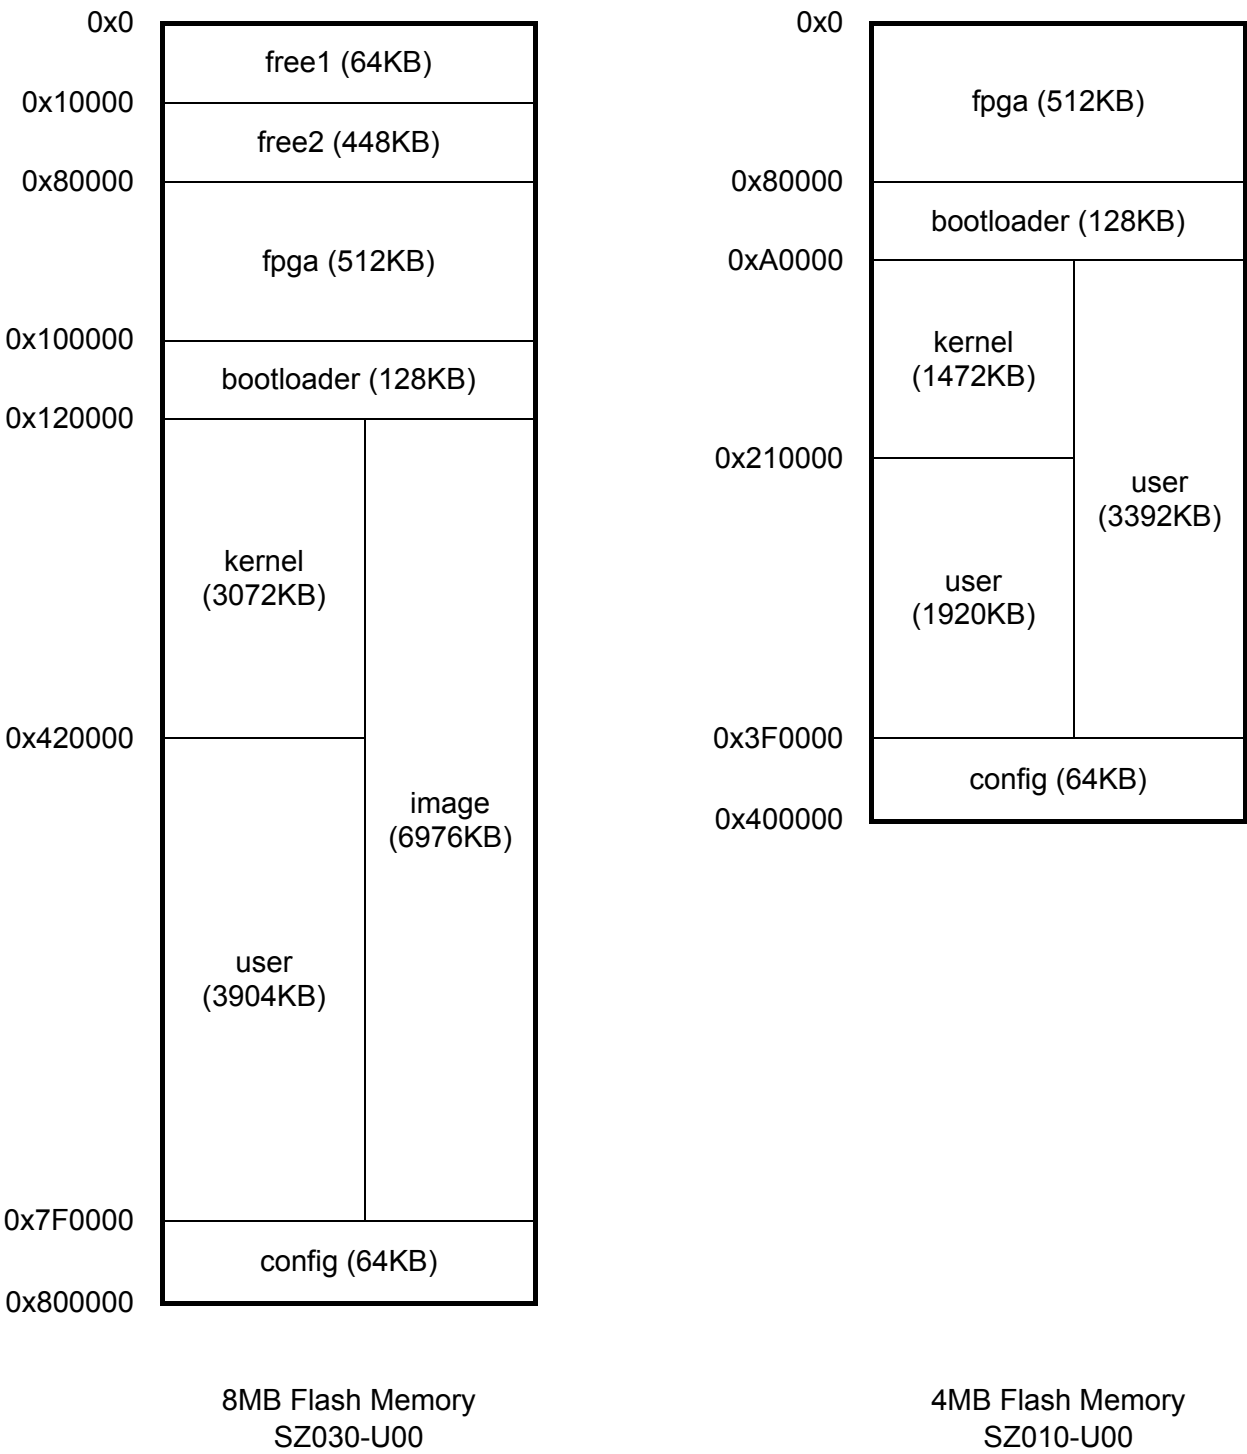 0x0
free1 (64KB)
0x10000
free2 (448KB)
0x80000
fpga (512KB)
0x100000
bootloader (128KB)
0x120000
kernel
(3072KB)
0x420000
image
(6976KB)
user
(3904KB)
0x7F0000
config (64KB)
0x800000
8MB Flash Memory
SZ030-U00
0x0
fpga (512KB)
0x80000
bootloader (128KB)
0xA0000
kernel
(1472KB)
0x210000
user
(3392KB)
user
(1920KB)
0x3F0000
config (64KB)
0x400000
4MB Flash Memory
SZ010-U00